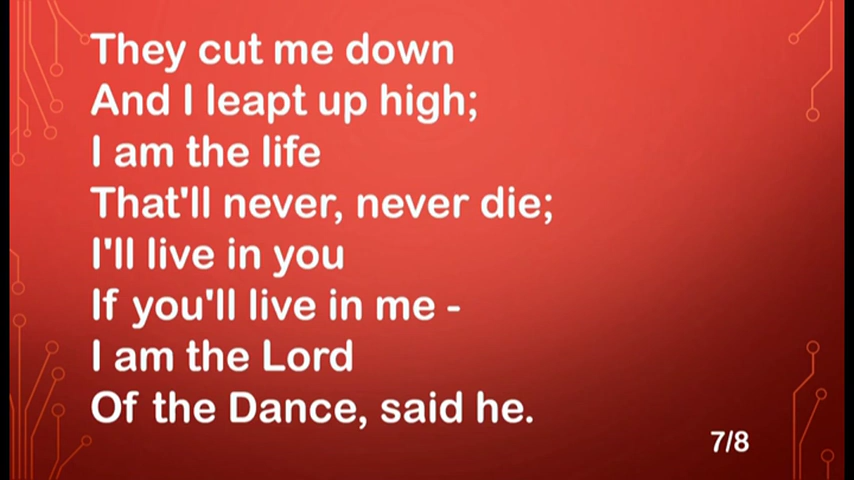 They cut me down
And I leapt up high;
I am the life
That'll never, never die;
I'll live in you
If you'll live in me -
I am the Lord
Of the Dance, said he.
7/8